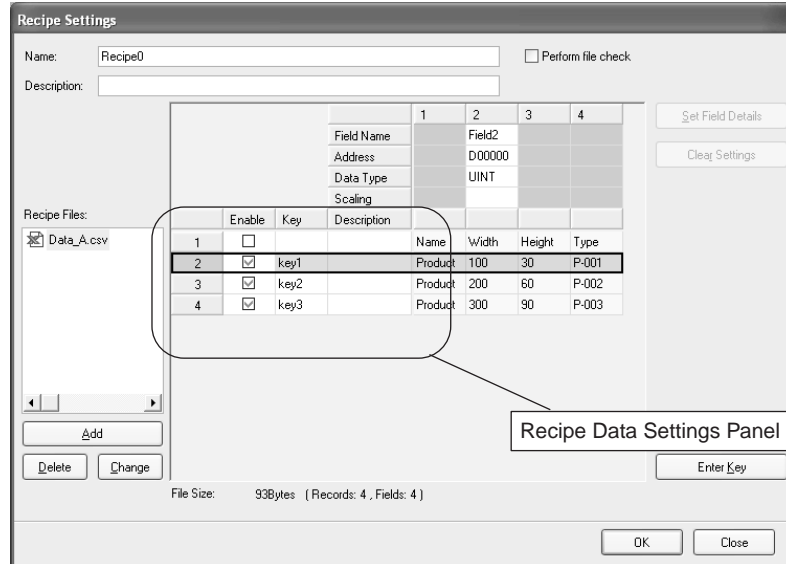 Recipe Settings
Name: Recipe0 Perform file check
Description:
1 2 3 4 Set Field Details
Field Name Field2
Address D00000 Clear Settings
Data Type UINT
Scaling
Recipe Files: Enable Key Description
Data_A.csv
1 Name Width Height Type
2 key1 Product 100 30 P-001
3 key2 Product 200 60 P-002
4 key3 Product 300 90 P-003
Recipe Data Settings Panel
Add
Delete Change Enter Key
File Size: 93Bytes ( Records: 4 , Fields: 4 )
OK Close